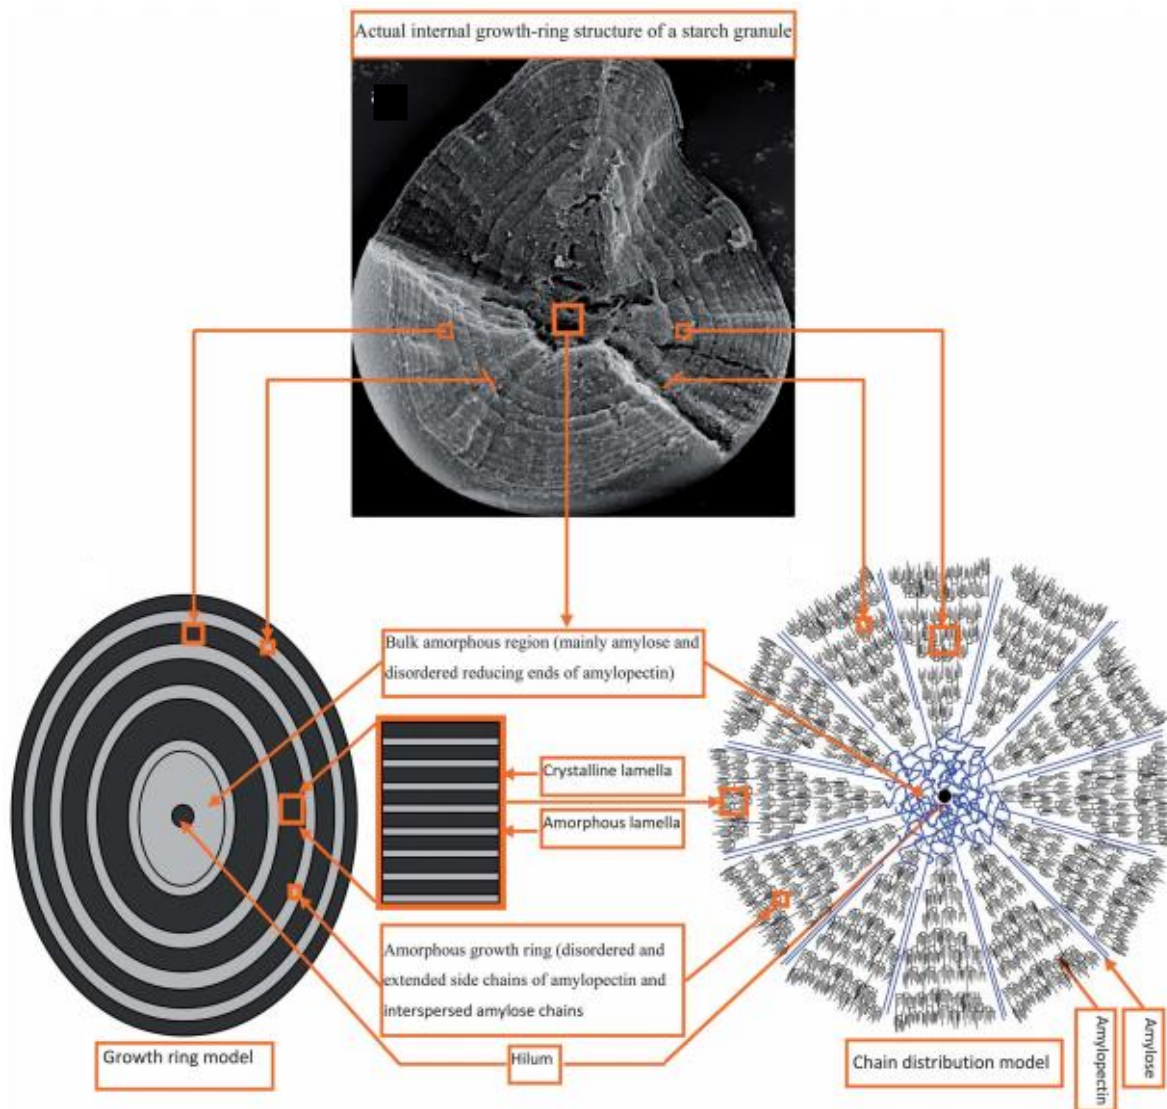 Actual internal growth-ring structure of a starch granule
Bulk amorphous region (mainly amylose and
disordered reducing ends of amylopectin)
Crystalline lamella
Amorphous lamella
Amorphous growth ring (disordered and
extended side chains of amylopectin and
interspersed amylose chains
Growth ring model
Hilum
Chain distribution model
Amylopectin
Amylose